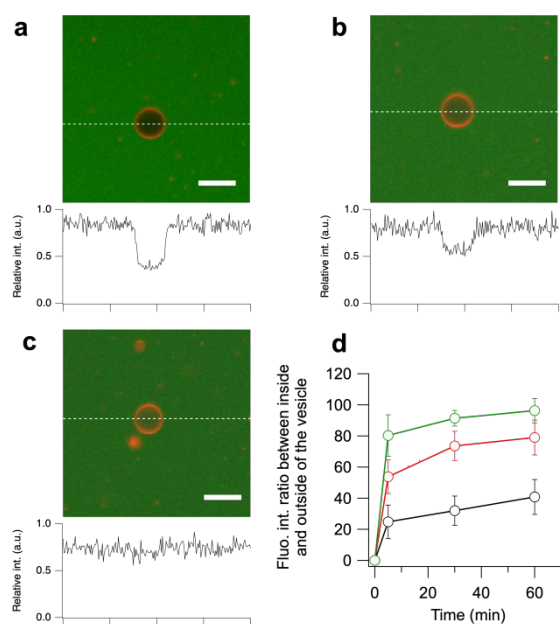 a
b
1.0
Relative int. (a.u.)
0.5
0.0
1.0
Relative int. (a.u.)
0.5
0.0
c
d
1.0
Relative int. (a.u.)
0.5
0.0
120
100
80
60
40
20
0
Fluo. int. ratio between inside
and outside of the vesicle
0 20 40 60
Time (min)